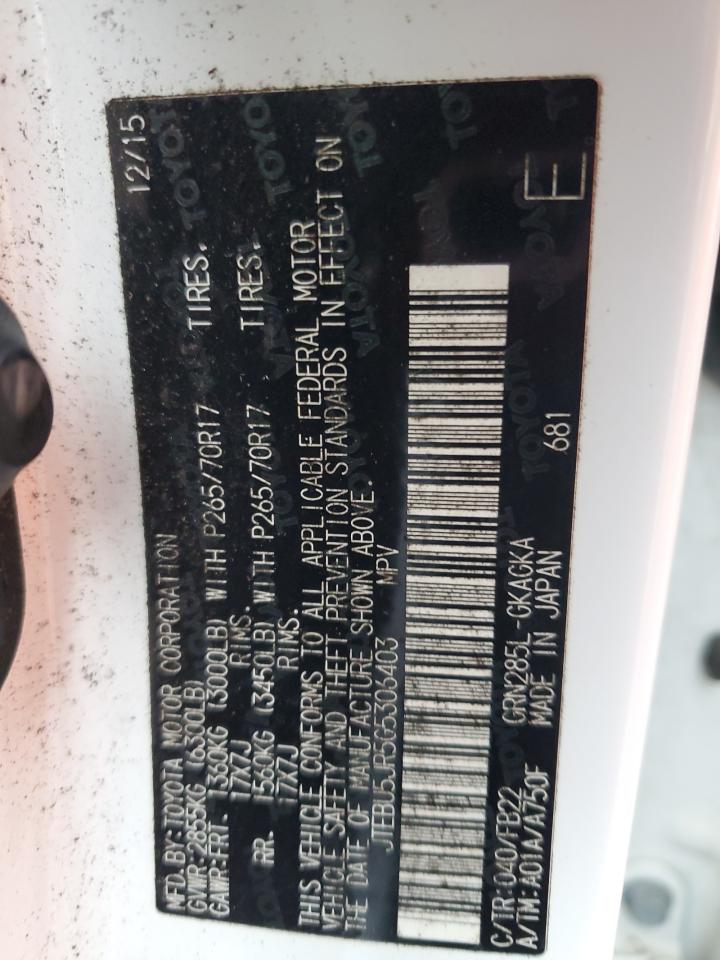 MFD.BY:TOYOTA MOTOR CORPORATION 12/15
GVWR:2855KG (6300LB)
GAWR:FRT 1360KG (3000LB) WITH P265/70R17 TIRES.
17X7J RIMS.
RR. 1560KG (3450LB) WITH P265/70R17 TIRES.
17X7J RIMS.
THIS VEHICLE CONFORMS TO ALL APPLICABLE FEDERAL MOTOR
VEHICLE SAFETY AND THEFT PREVENTION STANDARDS IN EFFECT ON
THE DATE OF MANUFACTURE SHOWN ABOVE.
JTEBU5JR5G5303403 MPV
C/TR:040/FB22 GRN285L-GKAGKA
A/TM:A01A/A750F MADE IN JAPAN 681 E